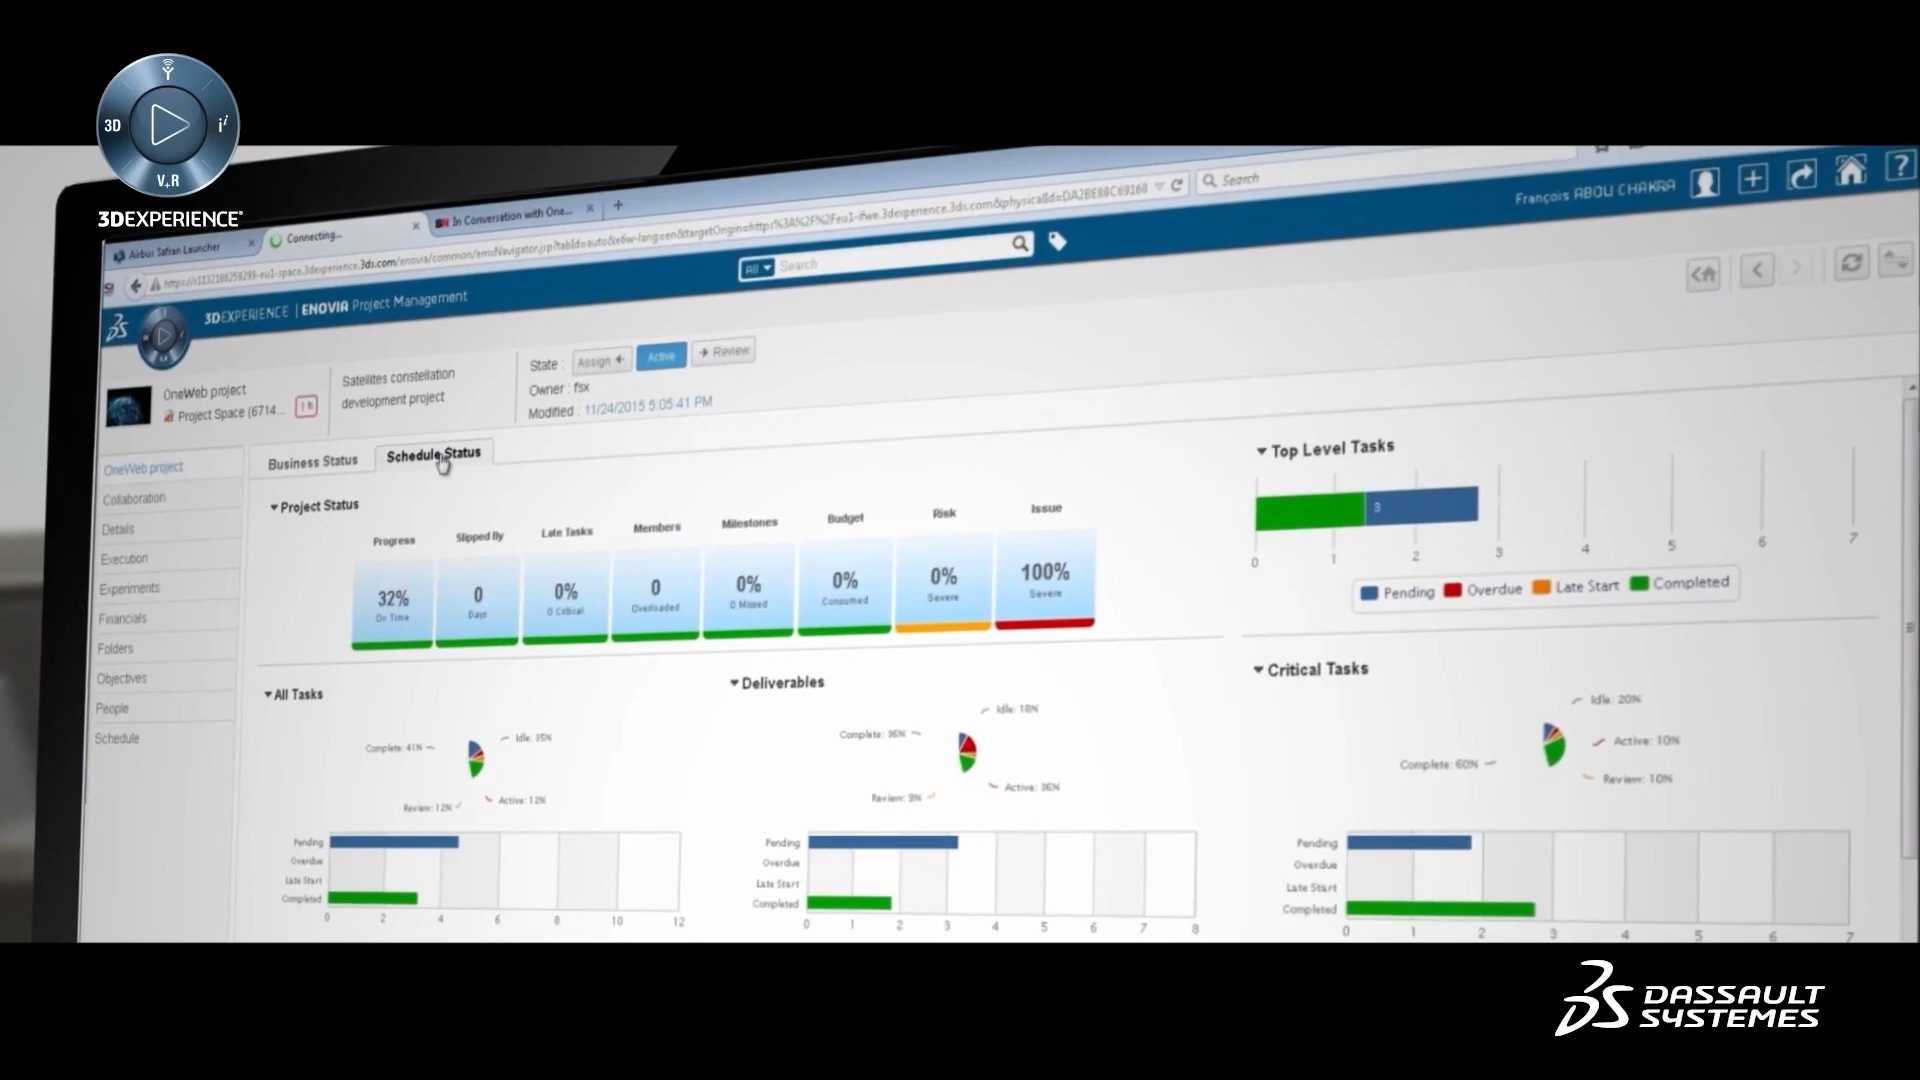 3D
i i
V+R
3DEXPERIENCE
Airbus Safran Launcher
Connecting...
In Conversation with One...
Search
François ABOU CHAKRA
All
Search
3DEXPERIENCE | ENOVIA Project Management
OneWeb project
Project Space (6714...
Satellites constellation
development project
State :
Assign
Active
Review
Owner : fsx
Modified : 11/24/2015 5:05:41 PM
OneWeb project
Collaboration
Details
Execution
Experiments
Financials
Folders
Objectives
People
Schedule
Business Status
Schedule Status
Project Status
Progress
Slipped By
Late Tasks
Members
Milestones
Budget
Risk
Issue
32%
On Time
0
Days
0%
0 Critical
0
Overloaded
0%
0 Missed
0%
Consumed
0%
Severe
100%
Severe
Top Level Tasks
3
0 1 2 3 4 5 6 7
Pending Overdue Late Start Completed
All Tasks
Complete: 41%
Idle: 35%
Review: 12%
Active: 12%
Pending
Overdue
Late Start
Completed
0 2 4 6 8 10 12
Deliverables
Idle: 18%
Complete: 36%
Review: 9%
Active: 36%
Pending
Overdue
Late Start
Completed
0 1 2 3 4 5 6 7 8
Critical Tasks
Idle: 20%
Active: 10%
Complete: 60%
Review: 10%
Pending
Overdue
Late Start
Completed
0 1 2 3 4 5 6 7
DASSAULT
SYSTEMES